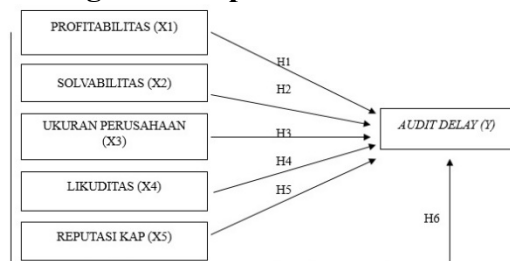 PROFITABILITAS (X1)
H1
SOLVABILITAS (X2)
H2
UKURAN PERUSAHAAN
(X3)
H3
AUDIT DELAY (Y)
LIKUDITAS (X4)
H4
H5
REPUTASI KAP (X5)
H6